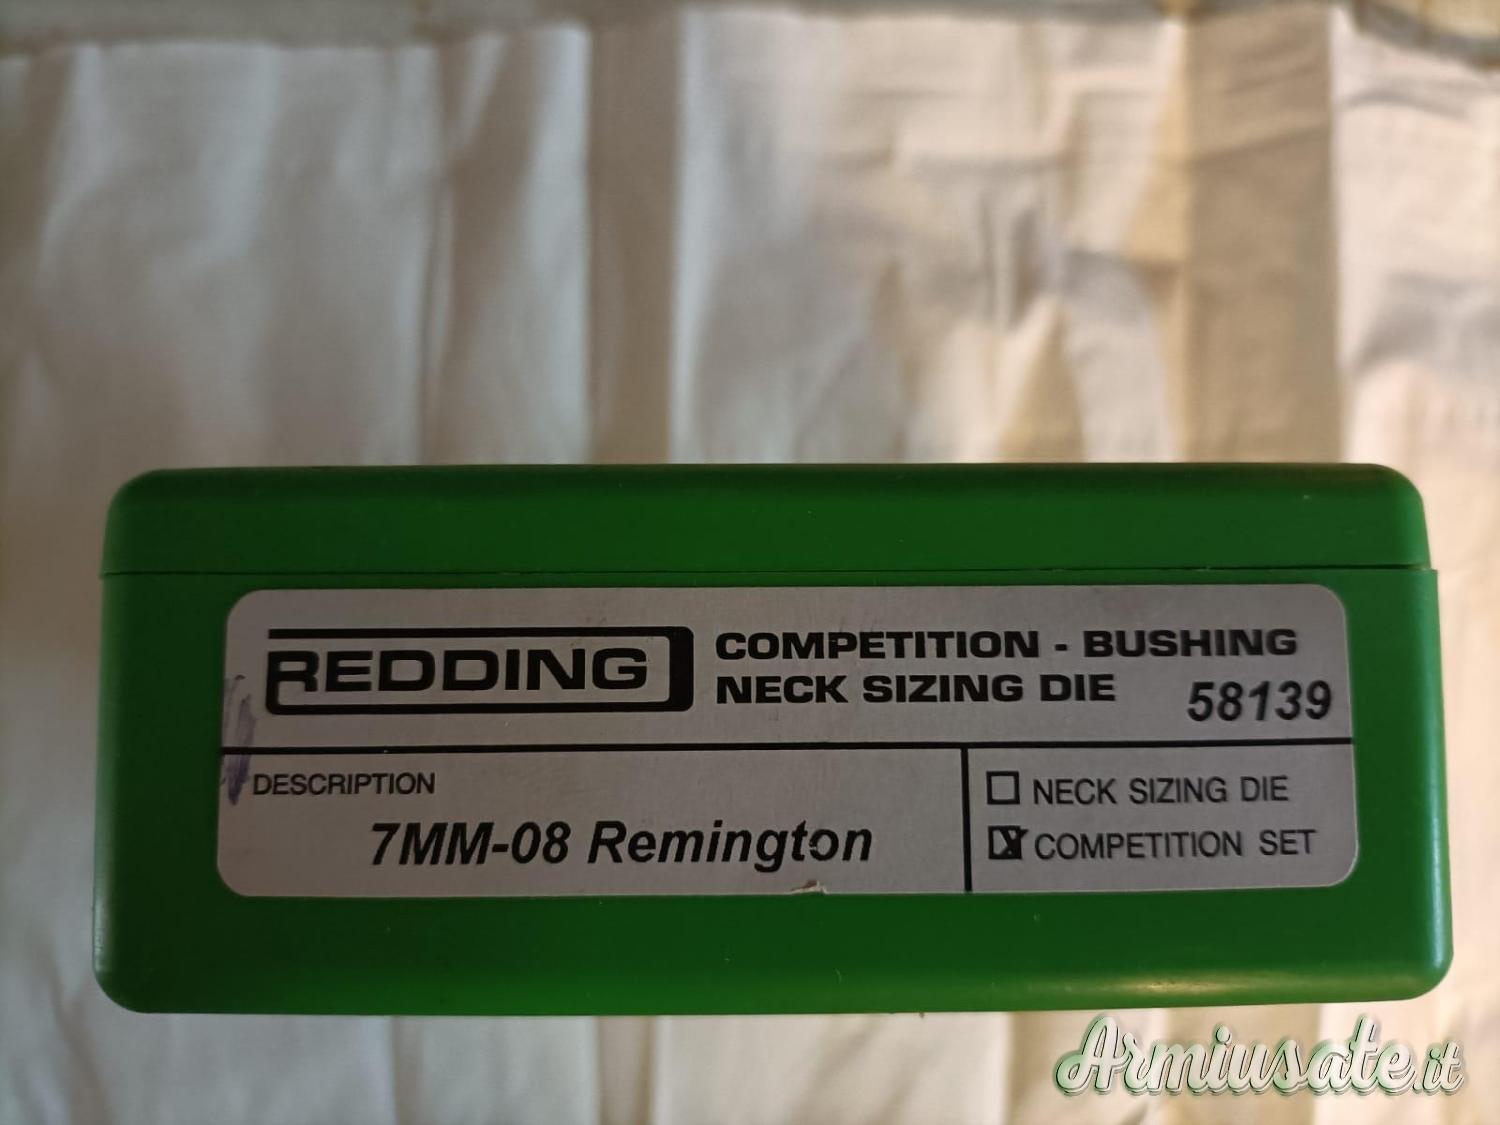 REDDING
COMPETITION - BUSHING
NECK SIZING DIE
58139
DESCRIPTION
7MM-08 Remington
NECK SIZING DIE
COMPETITION SET
Armiusate.it